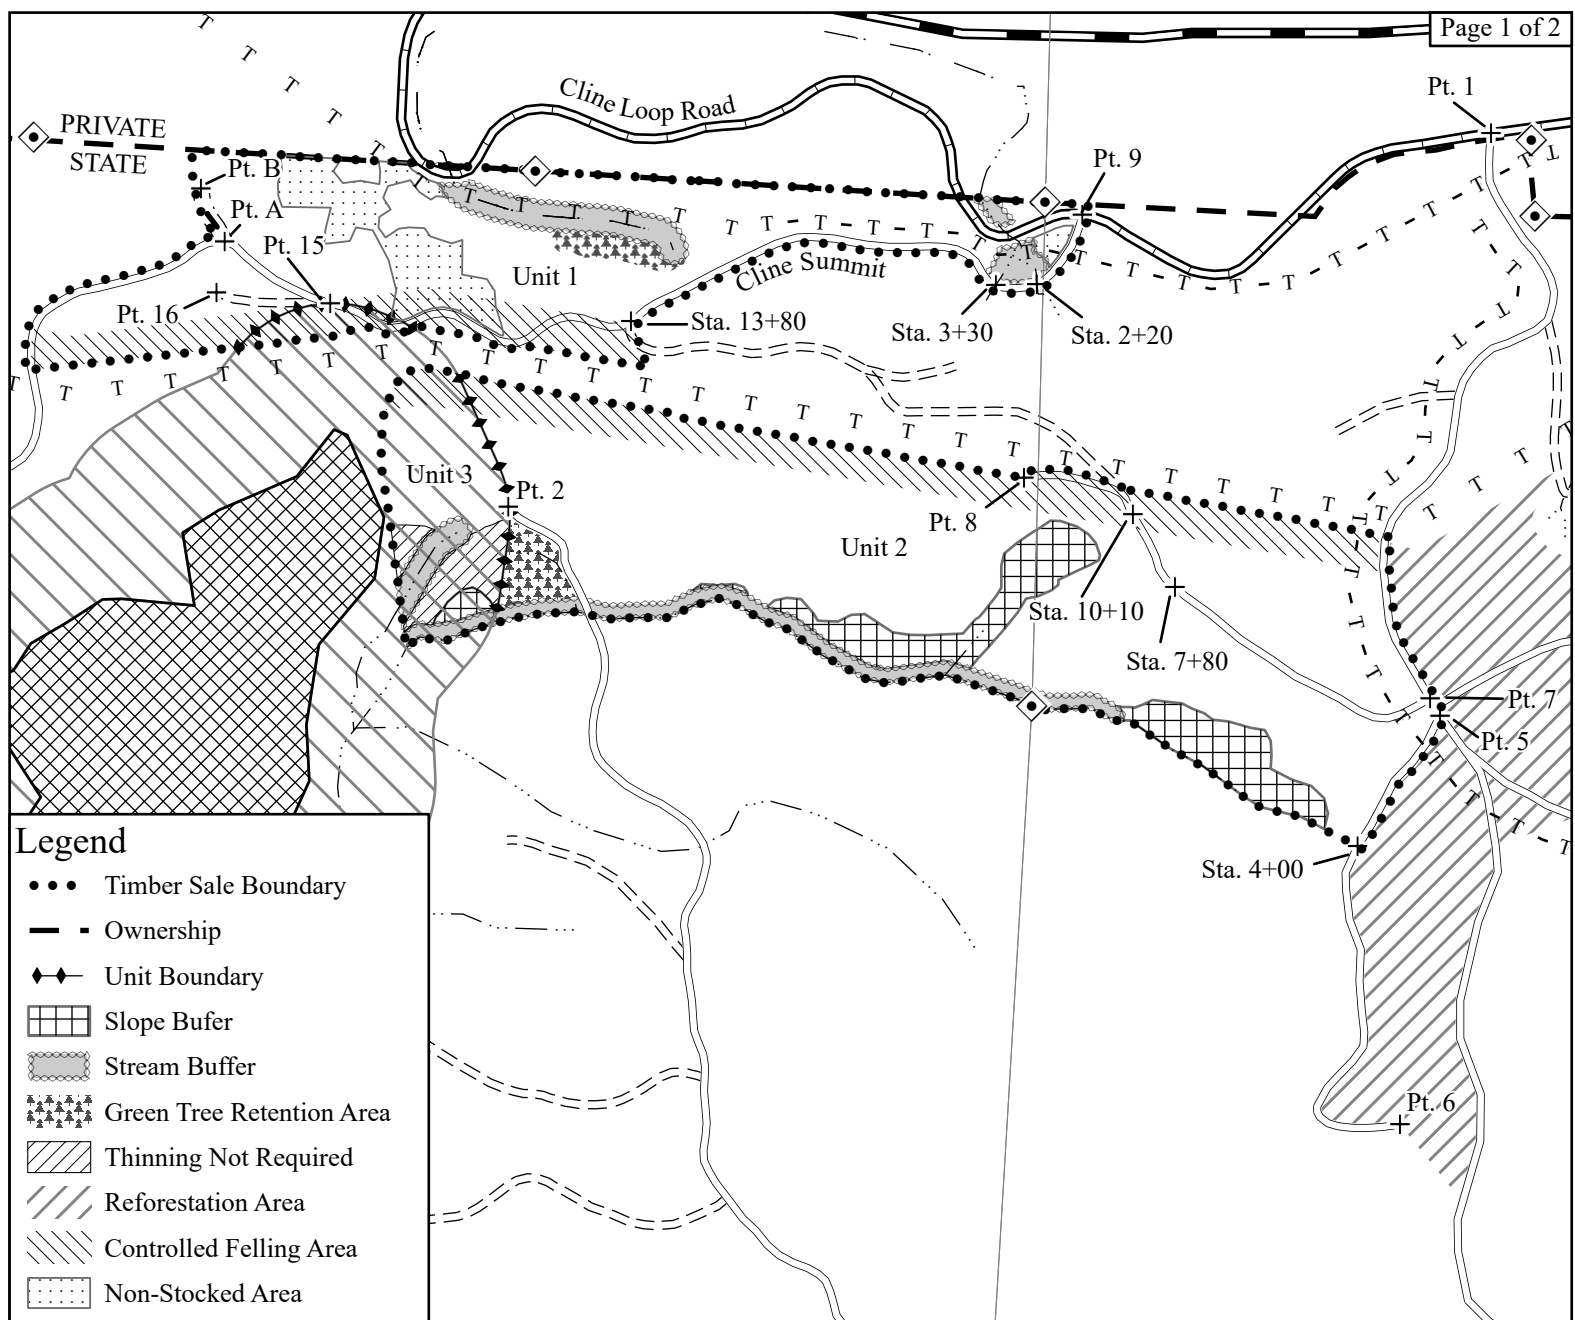 Page 1 of 2
Pt. 1
Cline Loop Road
PRIVATE
STATE
Pt. B
Pt. 9
Pt. A
Pt. 15
Unit 1
Cline Summit
Pt. 16
Sta. 13+80
Sta. 3+30
Sta. 2+20
Unit 3
Pt. 2
Pt. 8
Unit 2
Sta. 10+10
Sta. 7+80
Pt. 7
Pt. 5
Sta. 4+00
Pt. 6
Legend
Timber Sale Boundary
Ownership
Unit Boundary
Slope Bufer
Stream Buffer
Green Tree Retention Area
Thinning Not Required
Reforestation Area
Controlled Felling Area
Non-Stocked Area